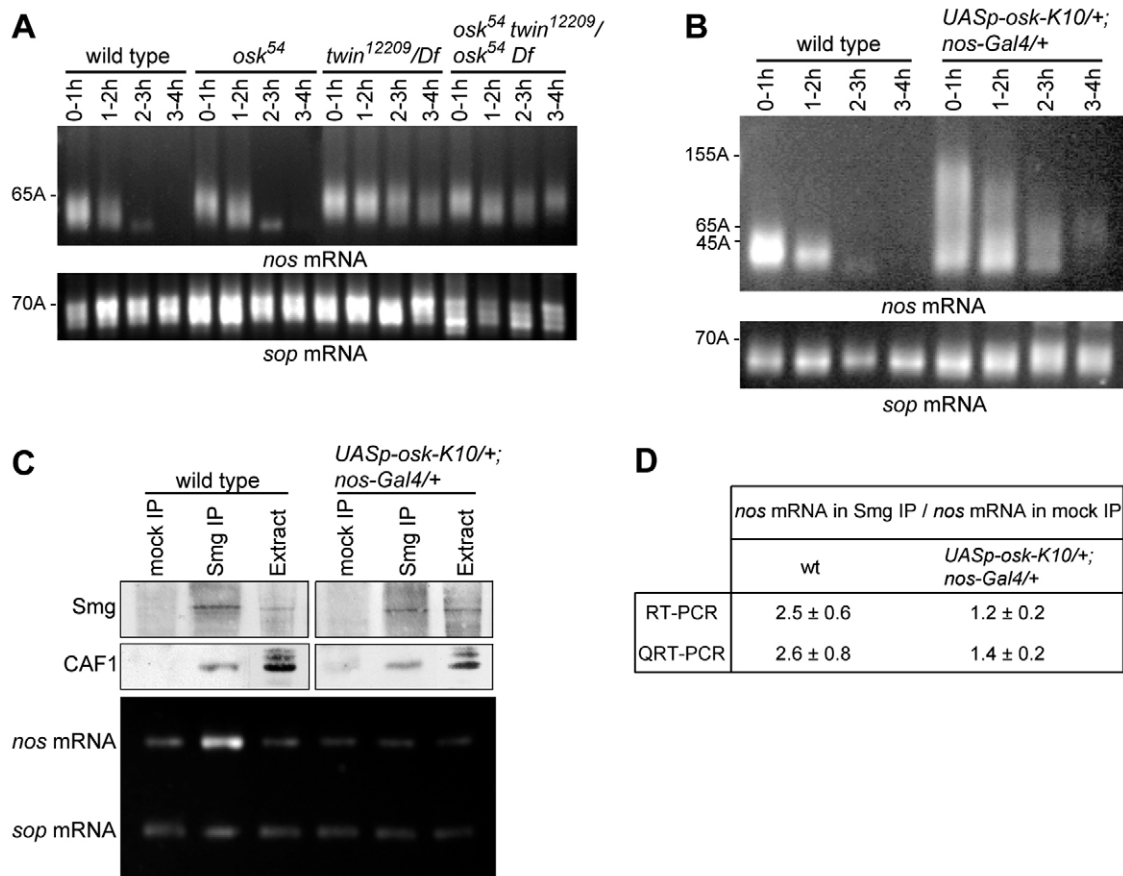 A
wild type
osk54
twin12209/Df
osk54 twin12209/
osk54 Df
0-1h 1-2h 2-3h 3-4h 0-1h 1-2h 2-3h 3-4h 0-1h 1-2h 2-3h 3-4h 0-1h 1-2h 2-3h 3-4h
65A -
nos mRNA
70A -
sop mRNA
B
wild type
UASp-osk-K10/+;
nos-Gal4/+
0-1h 1-2h 2-3h 3-4h 0-1h 1-2h 2-3h 3-4h
155A -
65A -
45A -
nos mRNA
70A -
sop mRNA
C
wild type
UASp-osk-K10/+;
nos-Gal4/+
mock IP Smg IP Extract mock IP Smg IP Extract
Smg
CAF1
nos mRNA
sop mRNA
D
nos mRNA in Smg IP / nos mRNA in mock IP
wt
UASp-osk-K10/+;
nos-Gal4/+
RT-PCR 2.5 ± 0.6 1.2 ± 0.2
QRT-PCR 2.6 ± 0.8 1.4 ± 0.2